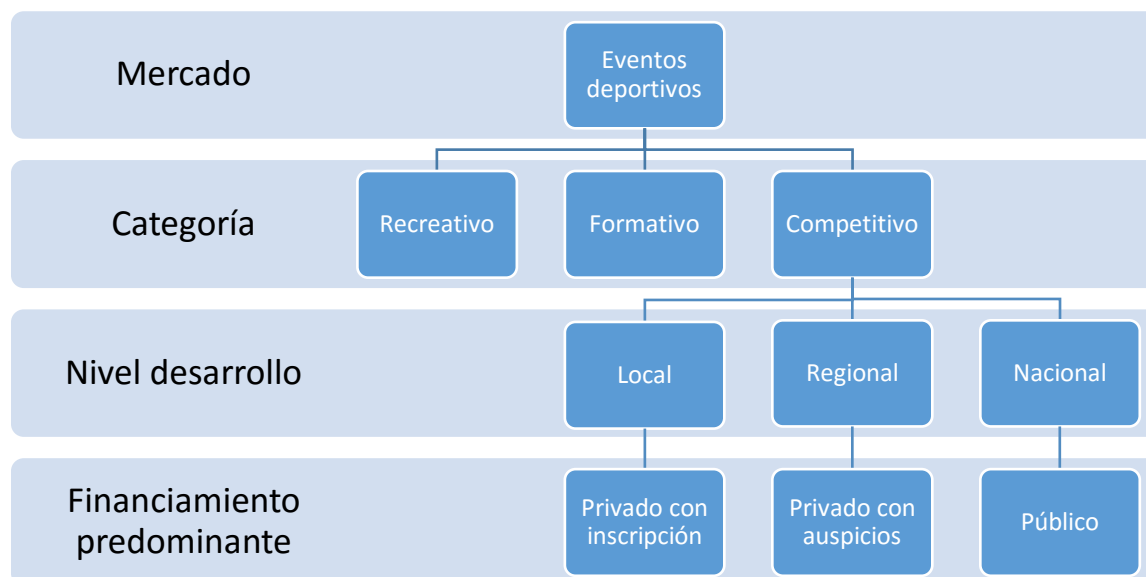 Mercado
Eventos
deportivos
Categoría
Recreativo
Formativo
Competitivo
Nivel desarrollo
Local
Regional
Nacional
Financiamiento
predominante
Privado con
inscripción
Privado con
auspicios
Público